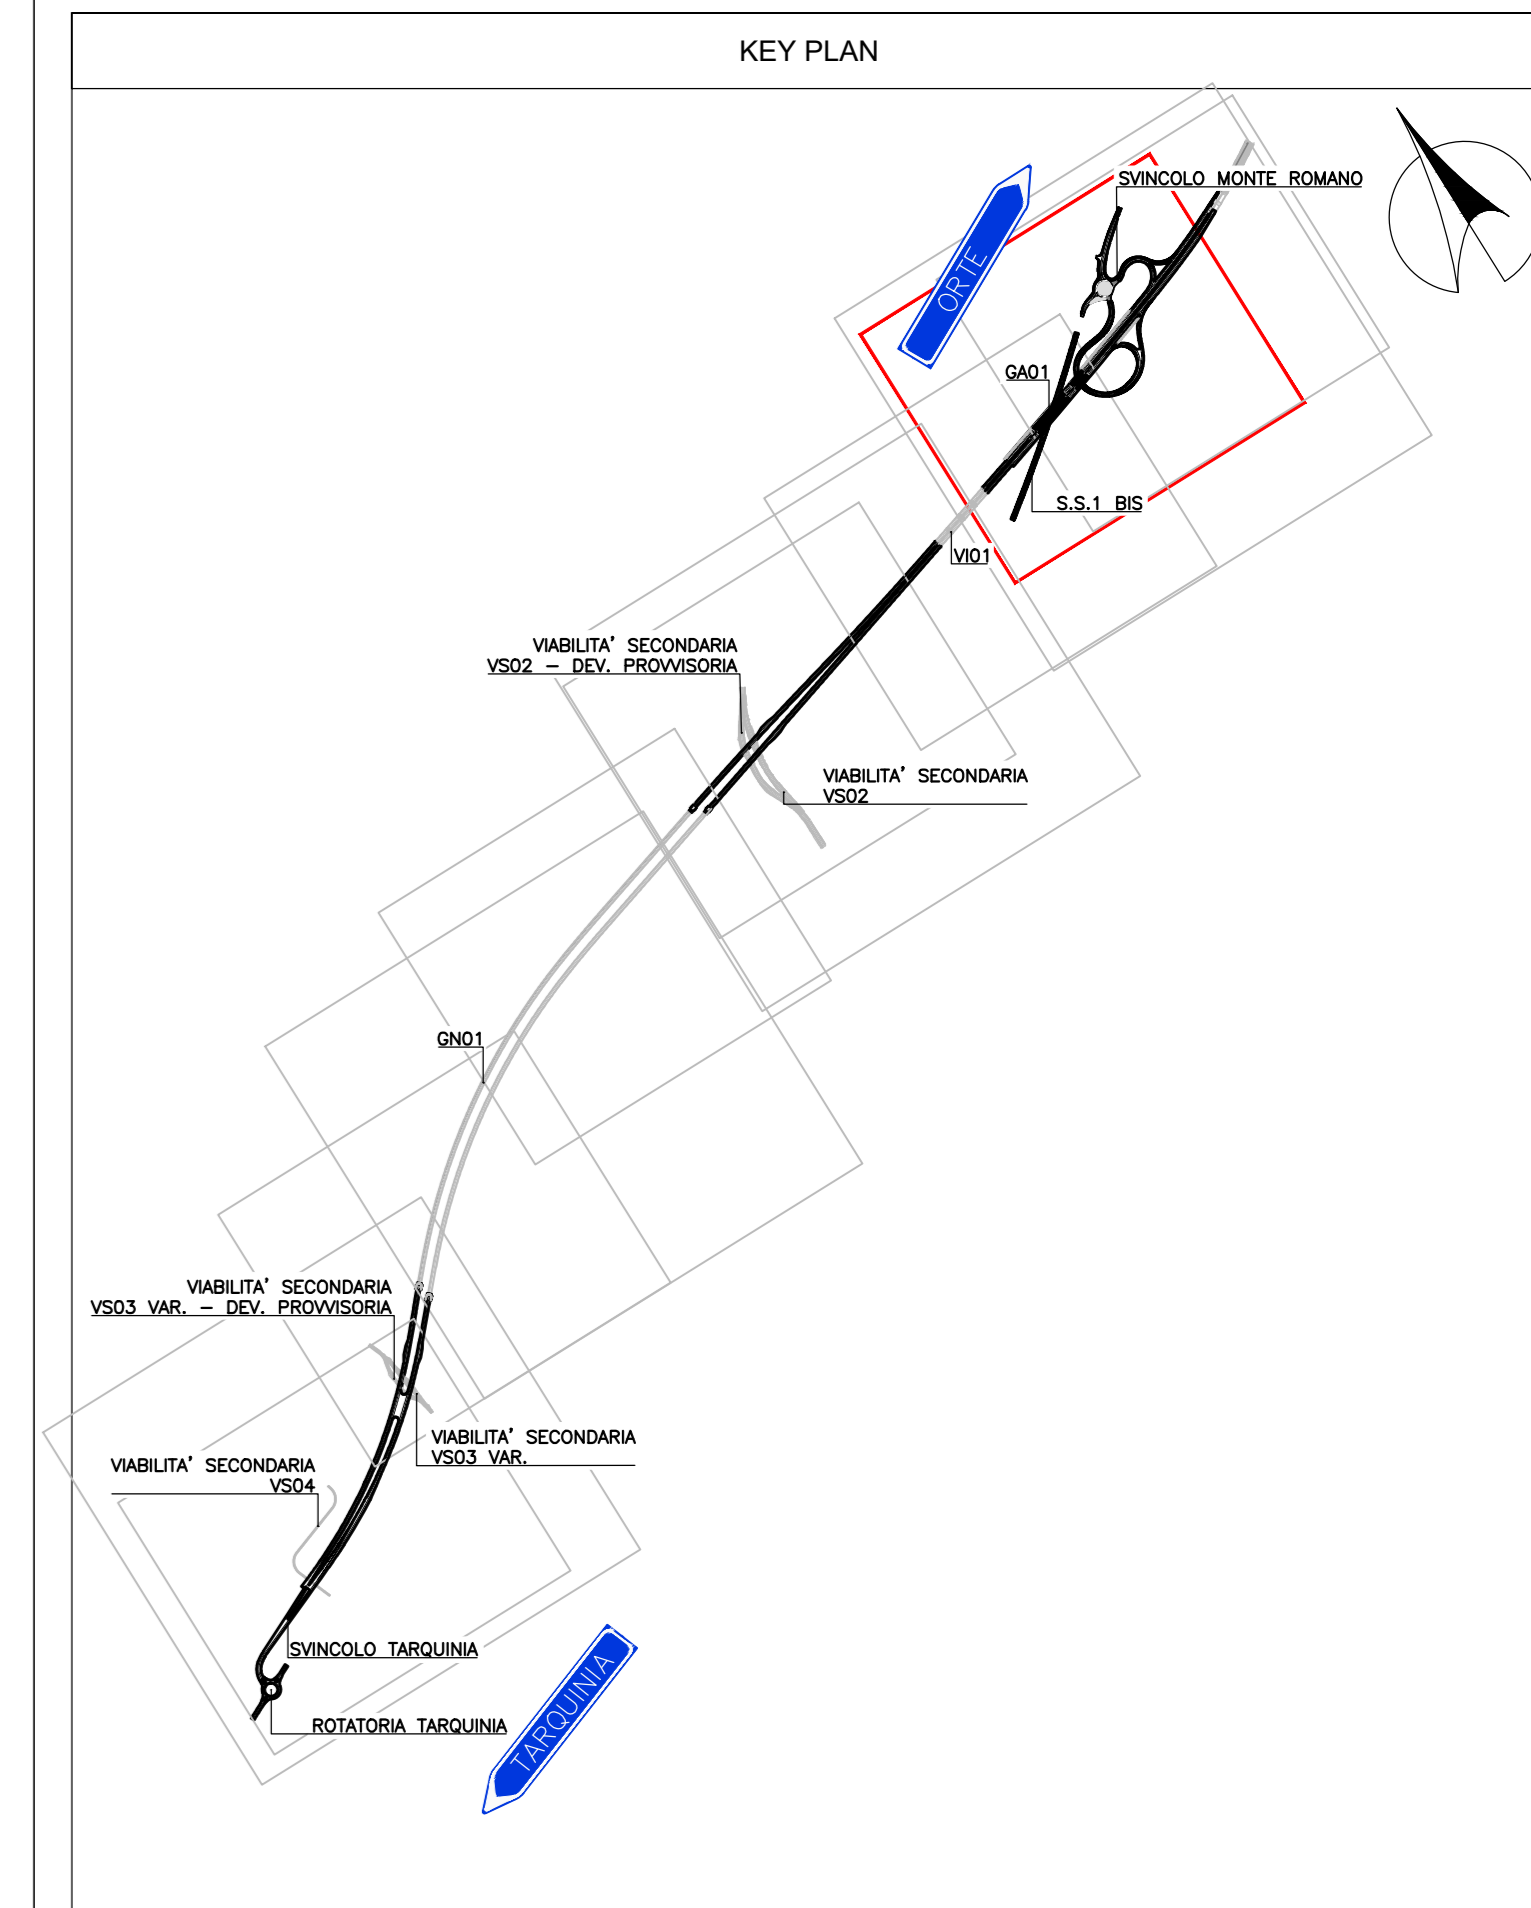 KEY PLAN
SVINCOLO MONTE ROMANO
ORTE
GA01
S.S.1 BIS
VI01
VIABILITA' SECONDARIA
VS02 - DEV. PROVVISORIA
VIABILITA' SECONDARIA
VS02
GN01
VIABILITA' SECONDARIA
VS03 VAR. - DEV. PROVVISORIA
VIABILITA' SECONDARIA
VS03 VAR.
VIABILITA' SECONDARIA
VS04
SVINCOLO TARQUINIA
TARQUINIA
ROTATORIA TARQUINIA